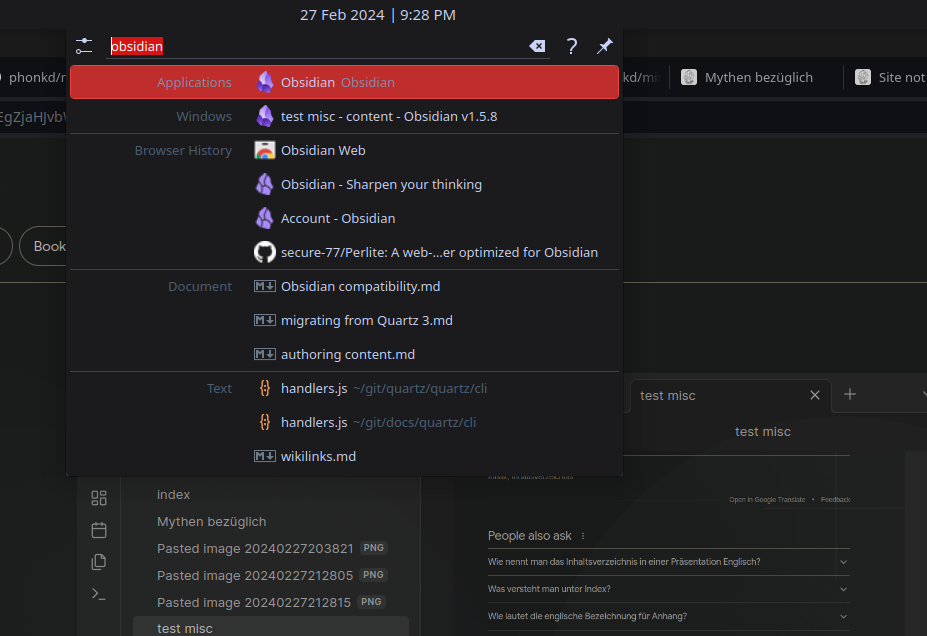 27 Feb 2024 | 9:28 PM
obsidian
?
phonkd/r
kd/mi
Mythen bezüglich
Site not
EgZjaHJvb
Applications Obsidian Obsidian
Windows test misc - content - Obsidian v1.5.8
Browser History Obsidian Web
Obsidian - Sharpen your thinking
Account - Obsidian
Book
secure-77/Perlite: A web-...er optimized for Obsidian
Document Obsidian compatibility.md
migrating from Quartz 3.md
authoring content.md
Text handlers.js ~/git/quartz/quartz/cli
handlers.js ~/git/docs/quartz/cli
wikilinks.md
test misc
test misc
index
Mythen bezüglich
Pasted image 20240227203821 PNG
Pasted image 20240227212805 PNG
Pasted image 20240227212815 PNG
test misc
Open in Google Translate • Feedback
People also ask
Wie nennt man das Inhaltsverzeichnis in einer Präsentation Englisch?
Was versteht man unter Index?
Wie lautet die englische Bezeichnung für Anhang?